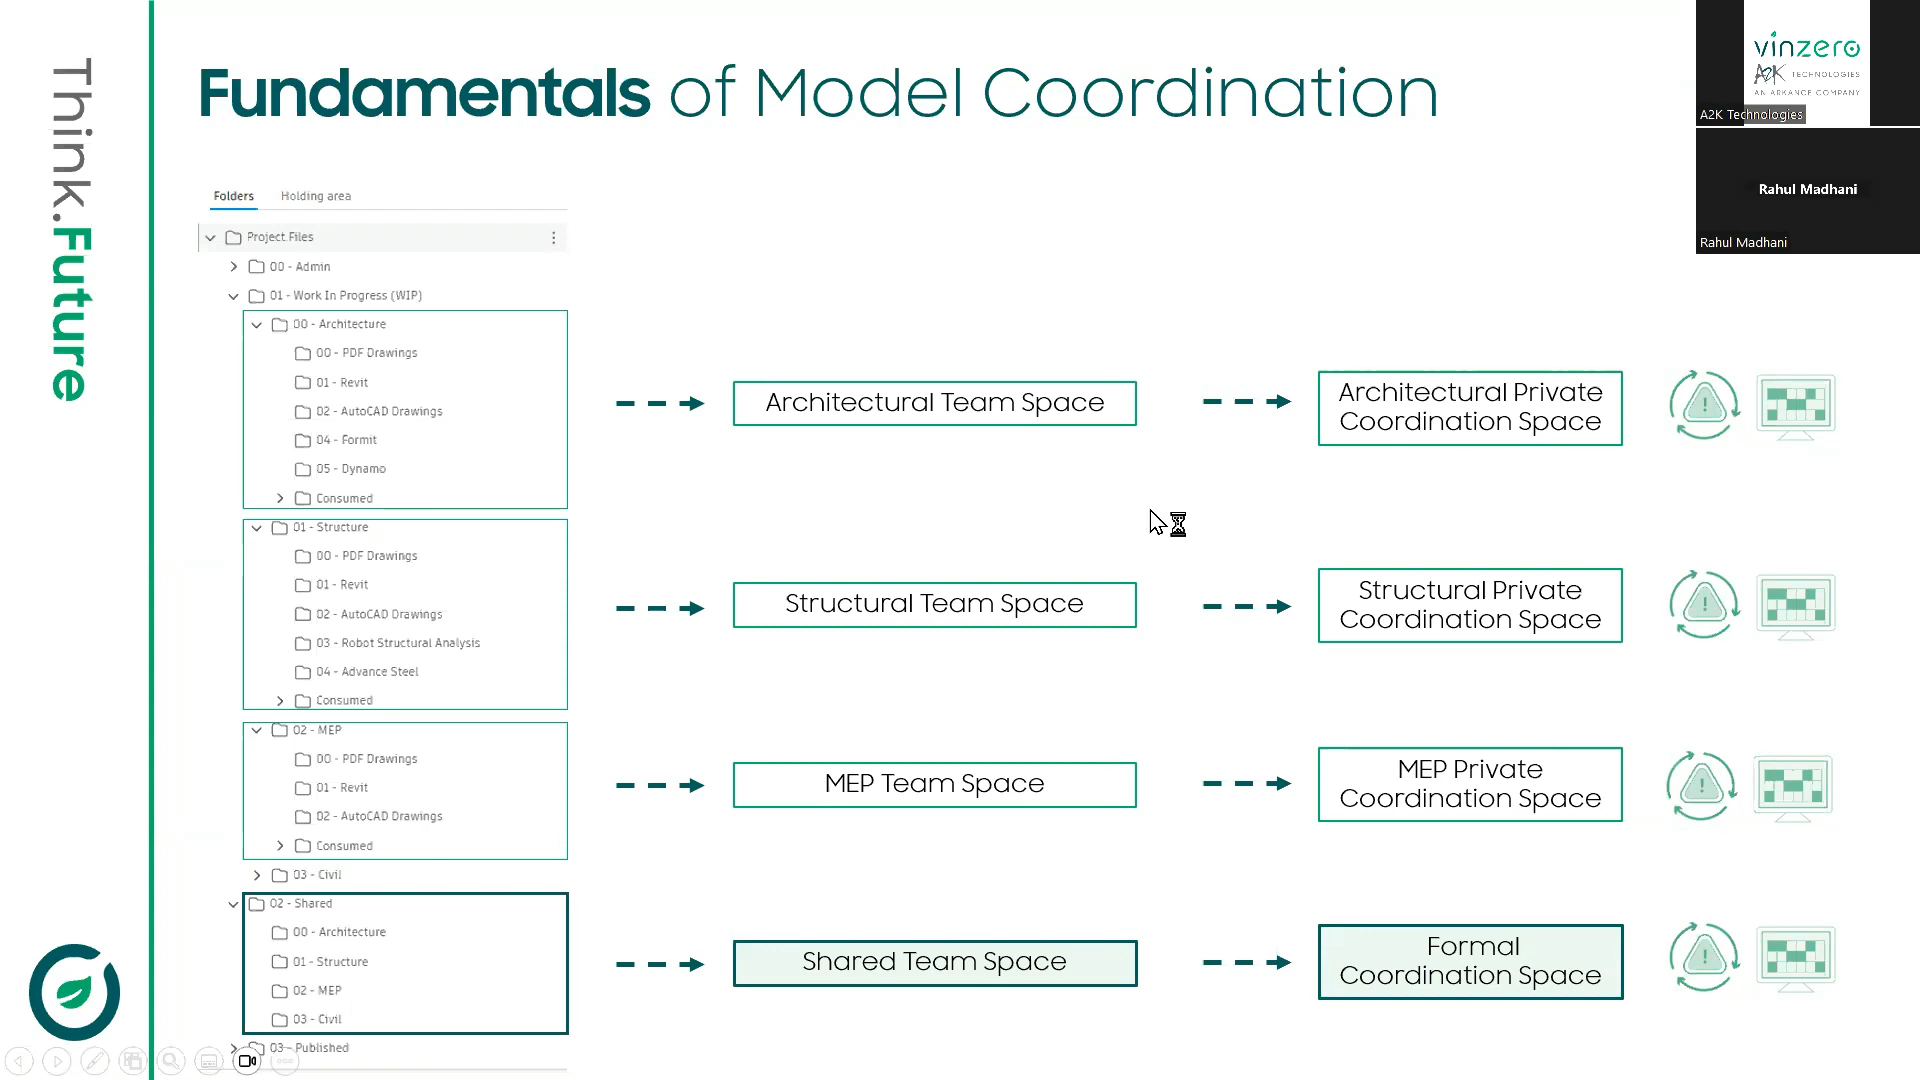 Think.Future
Fundamentals of Model Coordination
Folders
Holding area
Project Files
00 - Admin
01 - Work In Progress (WIP)
00 - Architecture
00 - PDF Drawings
01 - Revit
02 - AutoCAD Drawings
04 - Formit
05 - Dynamo
Consumed
01 - Structure
00 - PDF Drawings
01 - Revit
02 - AutoCAD Drawings
03 - Robot Structural Analysis
04 - Advance Steel
Consumed
02 - MEP
00 - PDF Drawings
01 - Revit
02 - AutoCAD Drawings
Consumed
03 - Civil
02 - Shared
00 - Architecture
01 - Structure
02 - MEP
03 - Civil
03 - Published
Architectural Team Space
Architectural Private
Coordination Space
Structural Team Space
Structural Private
Coordination Space
MEP Team Space
MEP Private
Coordination Space
Shared Team Space
Formal
Coordination Space
vinzero
A2K TECHNOLOGIES
AN ARKANCE COMPANY
A2K Technologies
Rahul Madhani
Rahul Madhani